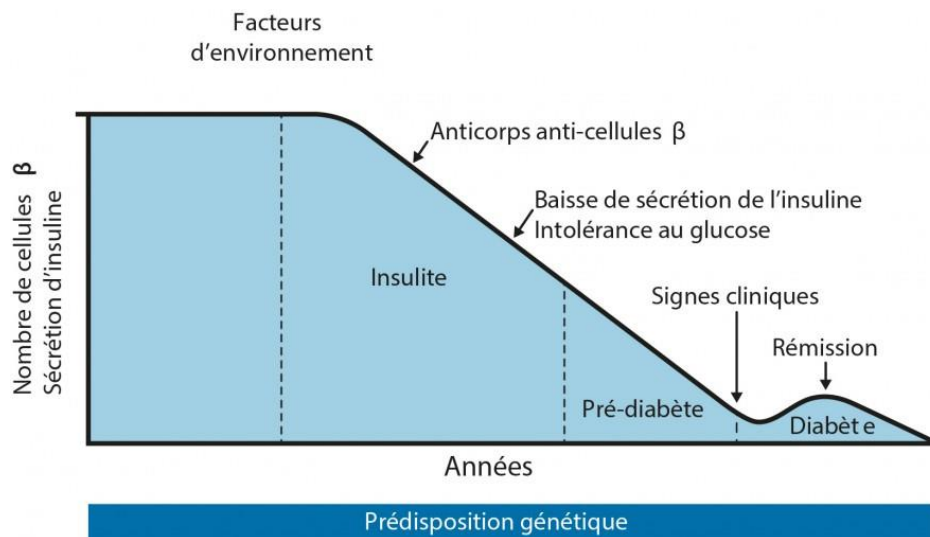 Facteurs
d'environnement
Anticorps anti-cellules β
Baisse de sécrétion de l'insuline
Intolérance au glucose
Insulite
Signes cliniques
Rémission
Pré-diabète
Diabèt e
Nombre de cellules β
Sécrétion d'insuline
Années
Prédisposition génétique